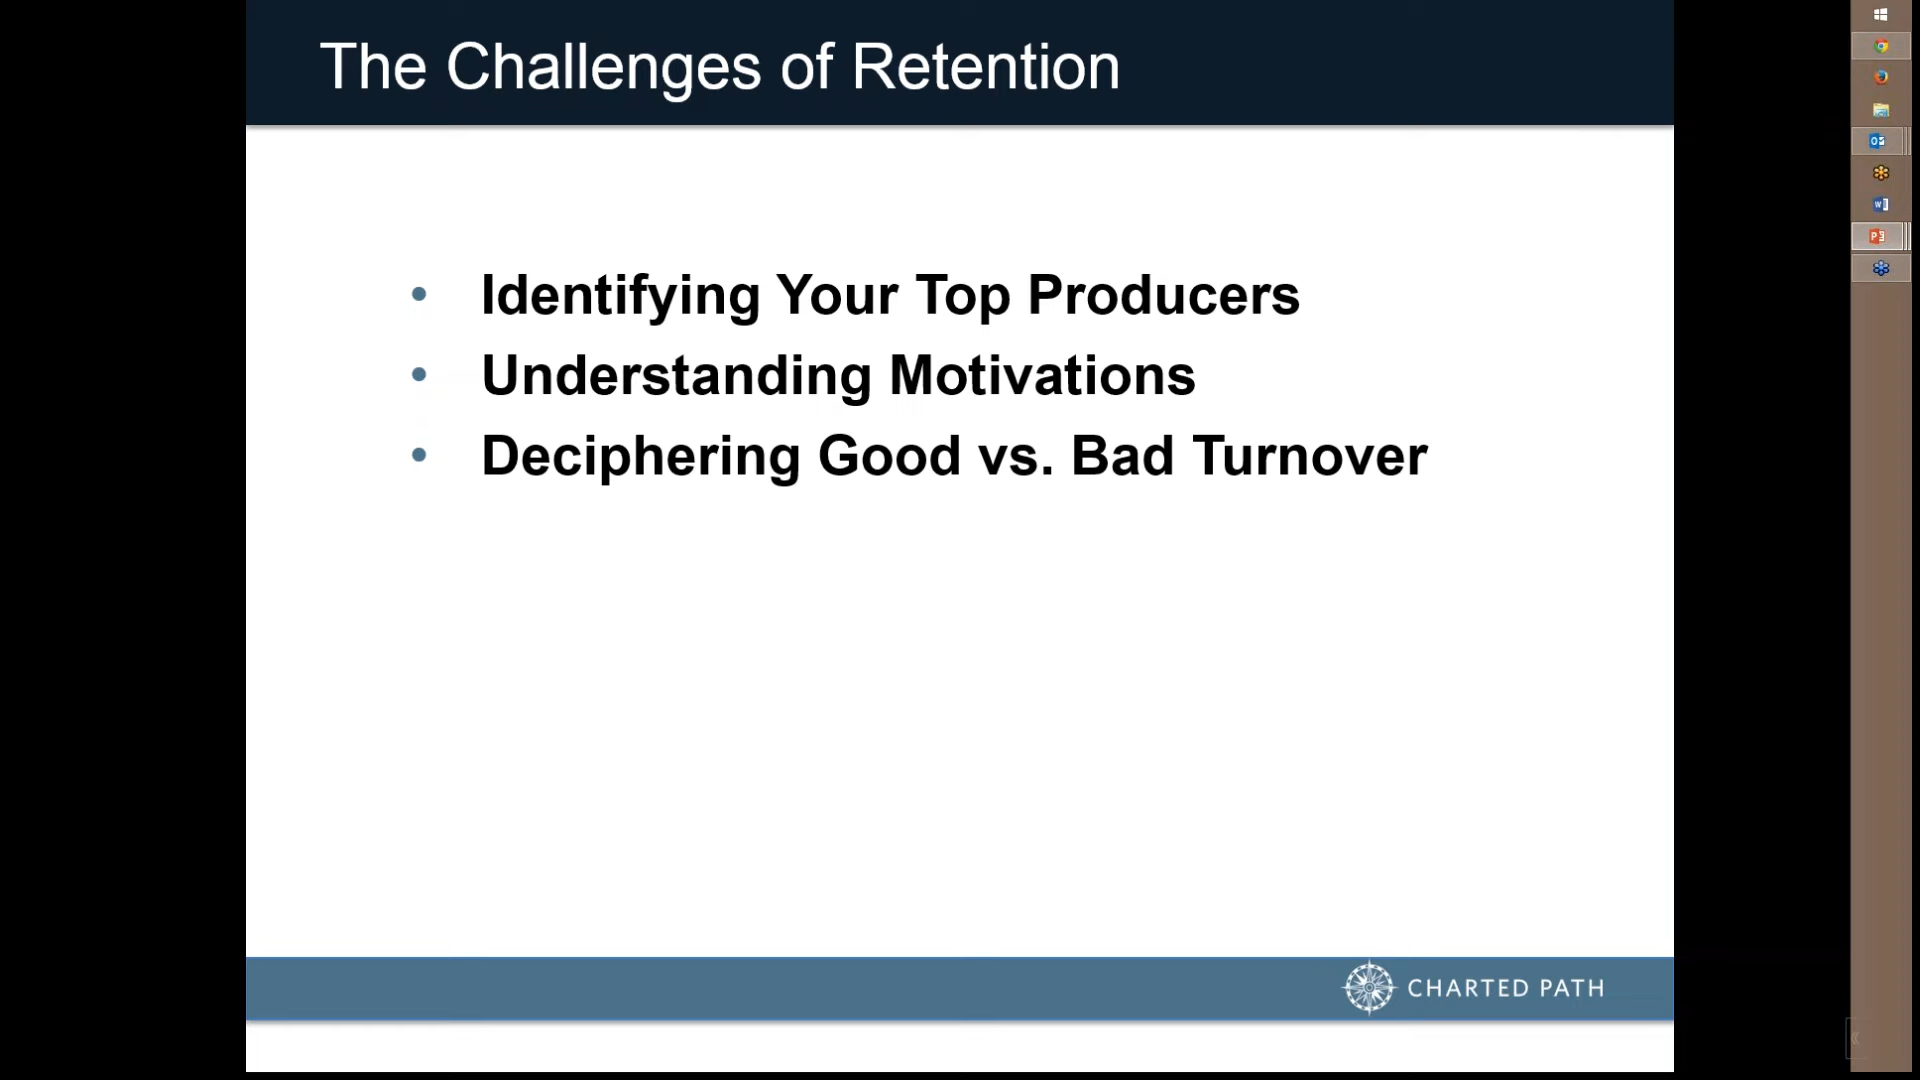 The Challenges of Retention
• Identifying Your Top Producers
• Understanding Motivations
• Deciphering Good vs. Bad Turnover
CHARTED PATH